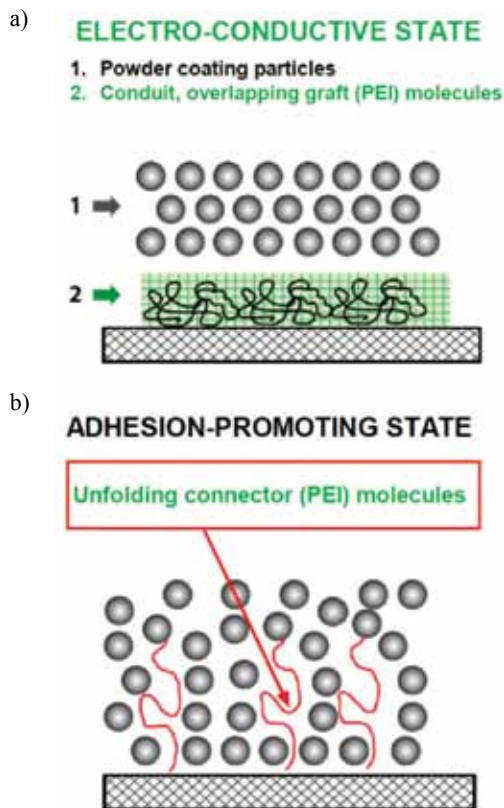 a)
ELECTRO-CONDUCTIVE STATE
1. Powder coating particles
2. Conduit, overlapping graft (PEI) molecules
1
2
b)
ADHESION-PROMOTING STATE
Unfolding connector (PEI) molecules